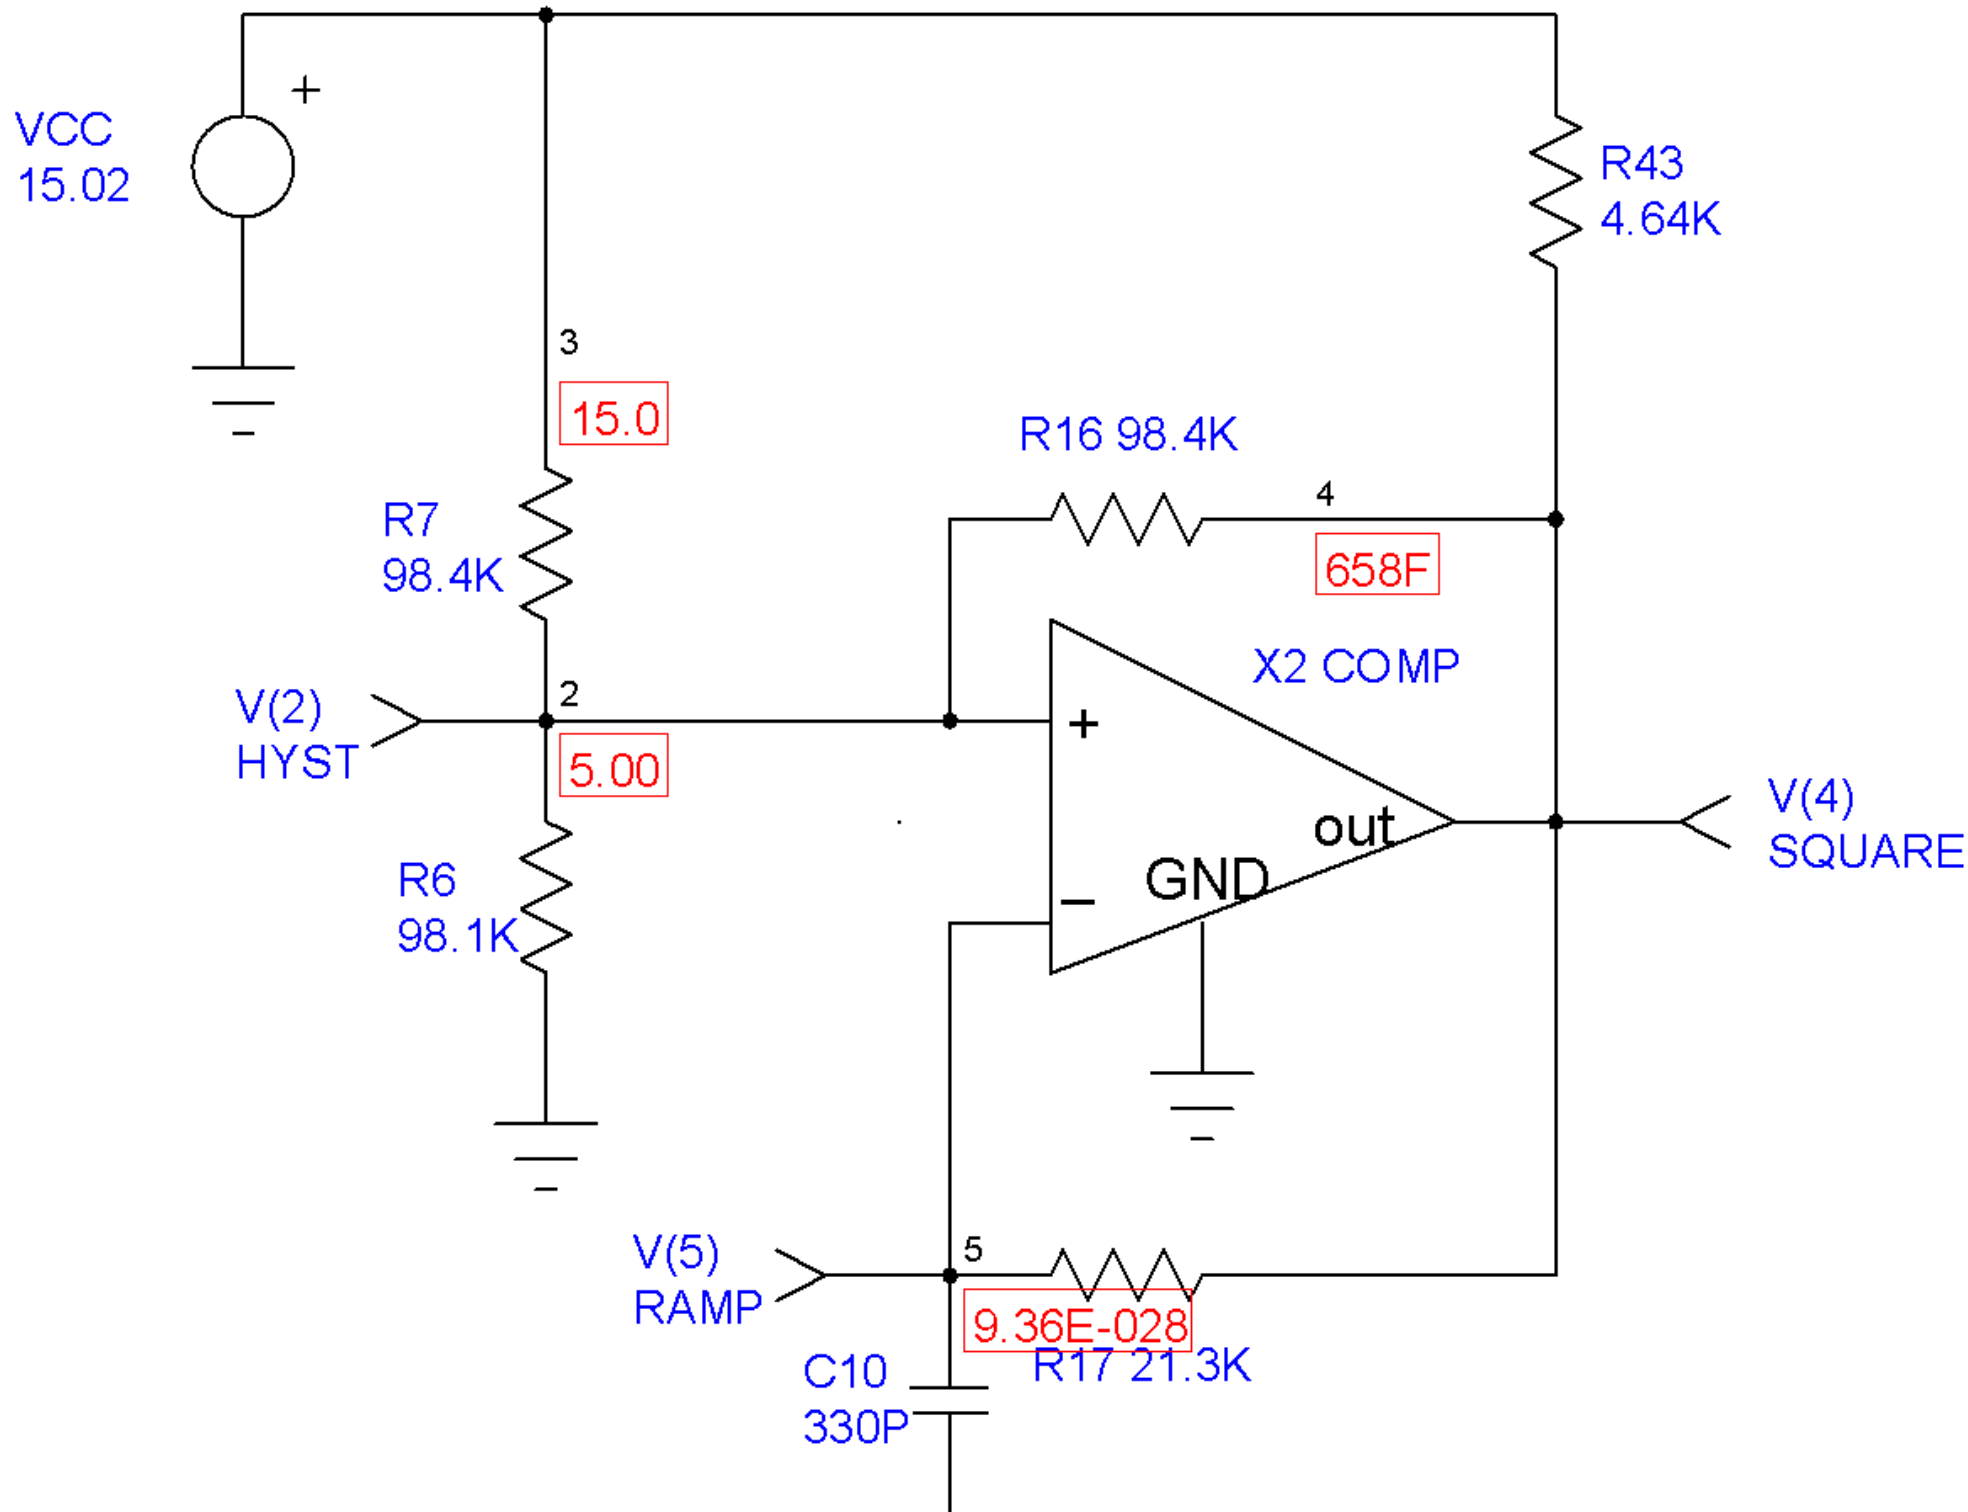 +
VCC
15.02
R43
4.64K
3
15.0
R16 98.4K
4
658F
R7
98.4K
X2 COMP
V(2)
HYST
2
5.00
+
V(4)
SQUARE
out
GND
R6
98.1K
−
V(5)
RAMP
5
9.36E-028
R17 21.3K
C10
330P